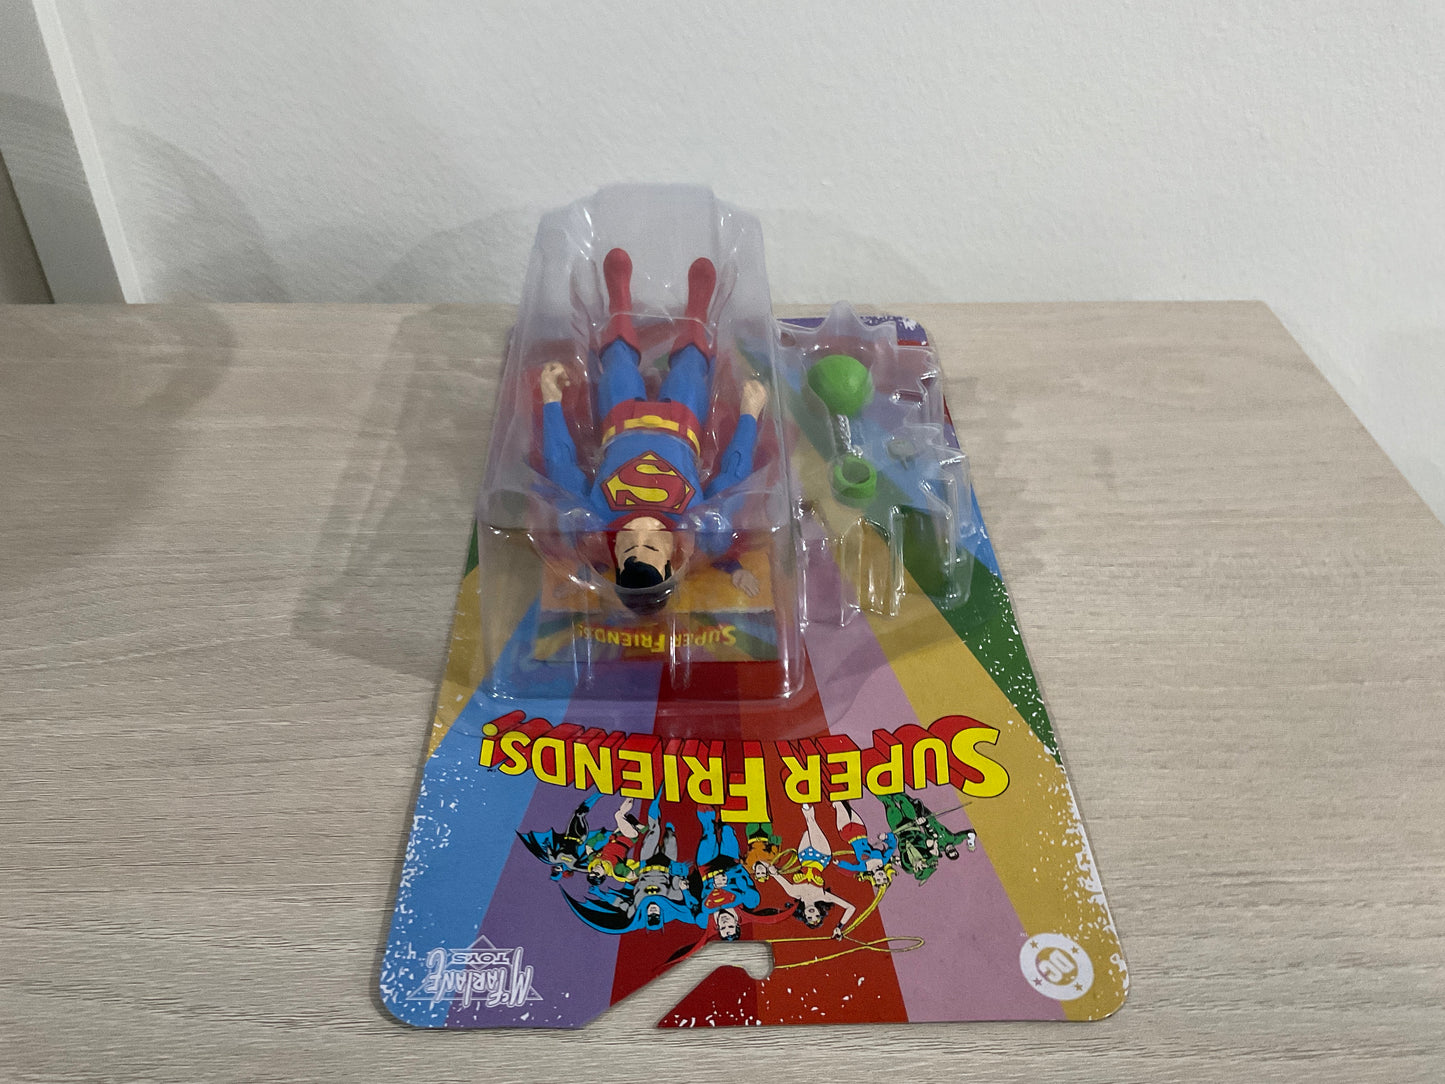 SUPER FRIENDS!
SUPER FRIENDS!
S
McFARLANE
TOYS
DC